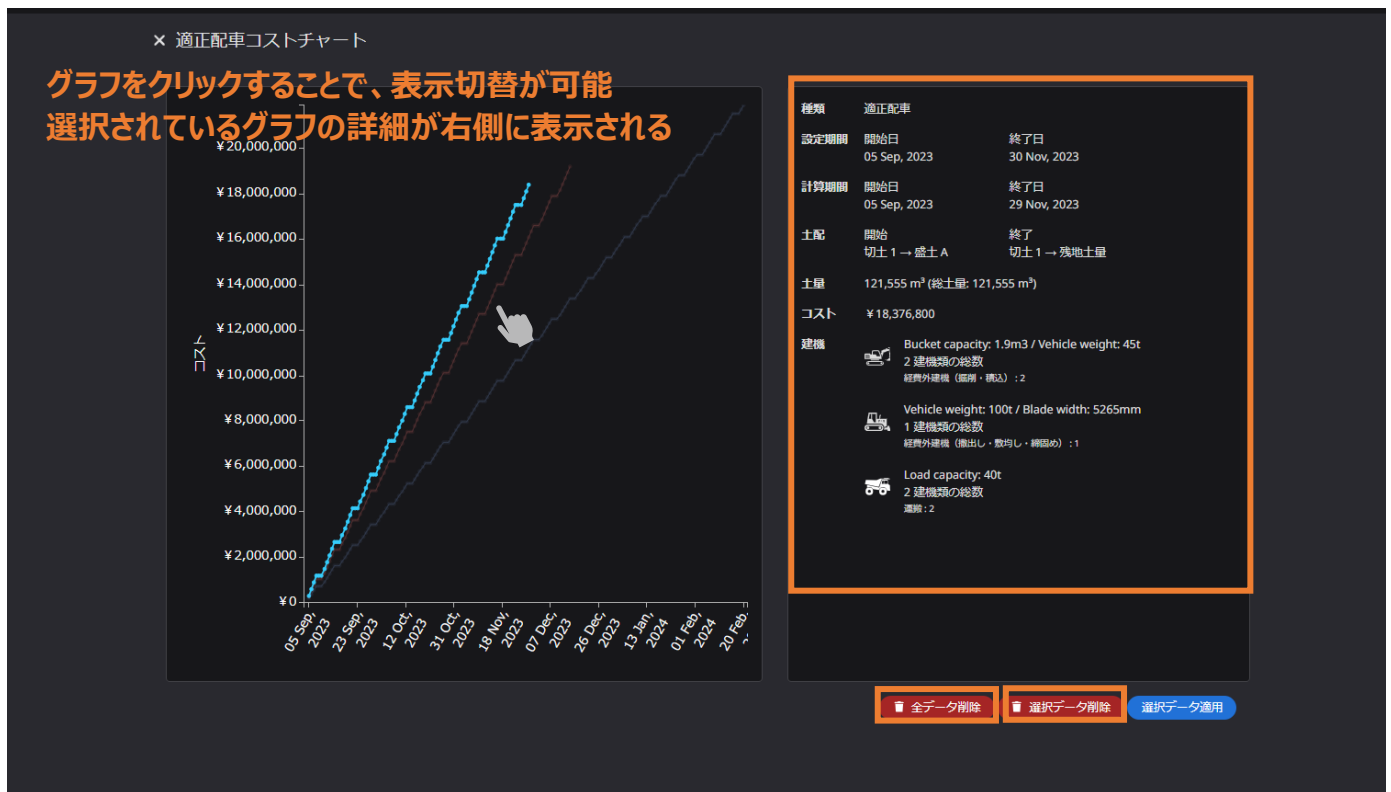 × 適正配車コストチャート
グラフをクリックすることで、表示切替が可能
選択されているグラフの詳細が右側に表示される
¥20,000,000
¥18,000,000
¥16,000,000
¥14,000,000
¥12,000,000
¥10,000,000
¥8,000,000
¥6,000,000
¥4,000,000
¥2,000,000
¥0
コスト
05 Sep, 2023
23 Sep, 2023
12 Oct, 2023
31 Oct, 2023
18 Nov, 2023
07 Dec, 2023
26 Dec, 2023
13 Jan, 2024
01 Feb, 2024
20 Feb,
種類 適正配車
設定期間 開始日 終了日
05 Sep, 2023 30 Nov, 2023
計算期間 開始日 終了日
05 Sep, 2023 29 Nov, 2023
土配 開始 終了
切土 1 → 盛土 A 切土 1 → 残地土量
土量 121,555 m³ (総土量: 121,555 m³)
コスト ¥18,376,800
建機 Bucket capacity: 1.9m3 / Vehicle weight: 45t
2 建機類の総数
経費外建機（掘削・積込）: 2
Vehicle weight: 100t / Blade width: 5265mm
1 建機類の総数
経費外建機（撒出し・敷均し・締固め）: 1
Load capacity: 40t
2 建機類の総数
運搬 : 2
全データ削除 選択データ削除 選択データ適用